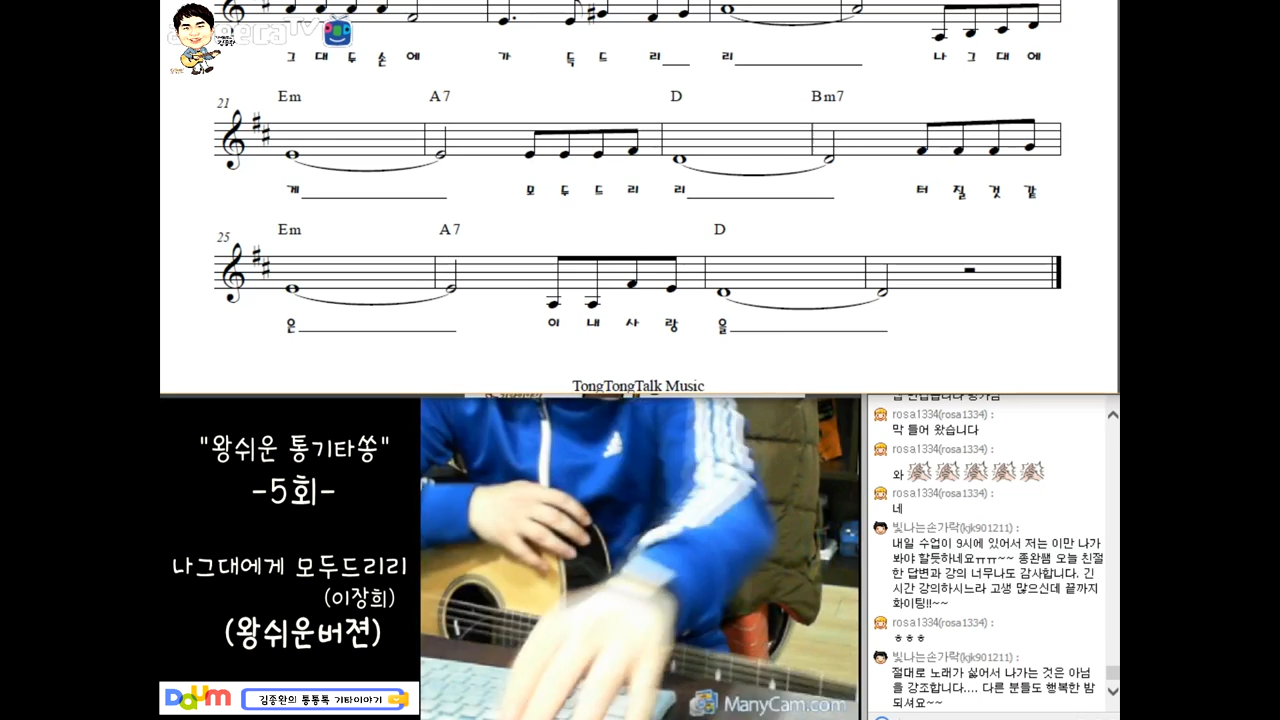 그 대 두 손 에 가 득 드 리 리 나 그 대 에
21 Em A7 D Bm7
게 모 두 드 리 리 터 질 것 같
25 Em A7 D
은 이 내 사 랑 을
TongTongTalk Music
"왕쉬운 통기타쏭"
-5회-
나그대에게 모두드리리
(이장희)
(왕쉬운버젼)
Daum 김종완의 통통톡 기타이야기
ManyCam.com
rosa1334(rosa1334) :
막 들어 왔습니다
rosa1334(rosa1334) :
와
rosa1334(rosa1334) :
네
빛나는손가락(kjk901211) :
내일 수업이 9시에 있어서 저는 이만 나가
봐야 할듯하네요ㅠㅠ~~ 종완쌤 오늘 친절
한 답변과 강의 너무나도 감사합니다. 긴
시간 강의하시느라 고생 많으신데 끝까지
화이팅!!~~
rosa1334(rosa1334) :
ㅎㅎㅎ
빛나는손가락(kjk901211) :
절대로 노래가 싫어서 나가는 것은 아님
을 강조합니다.... 다른 분들도 행복한 밤
되셔요~~